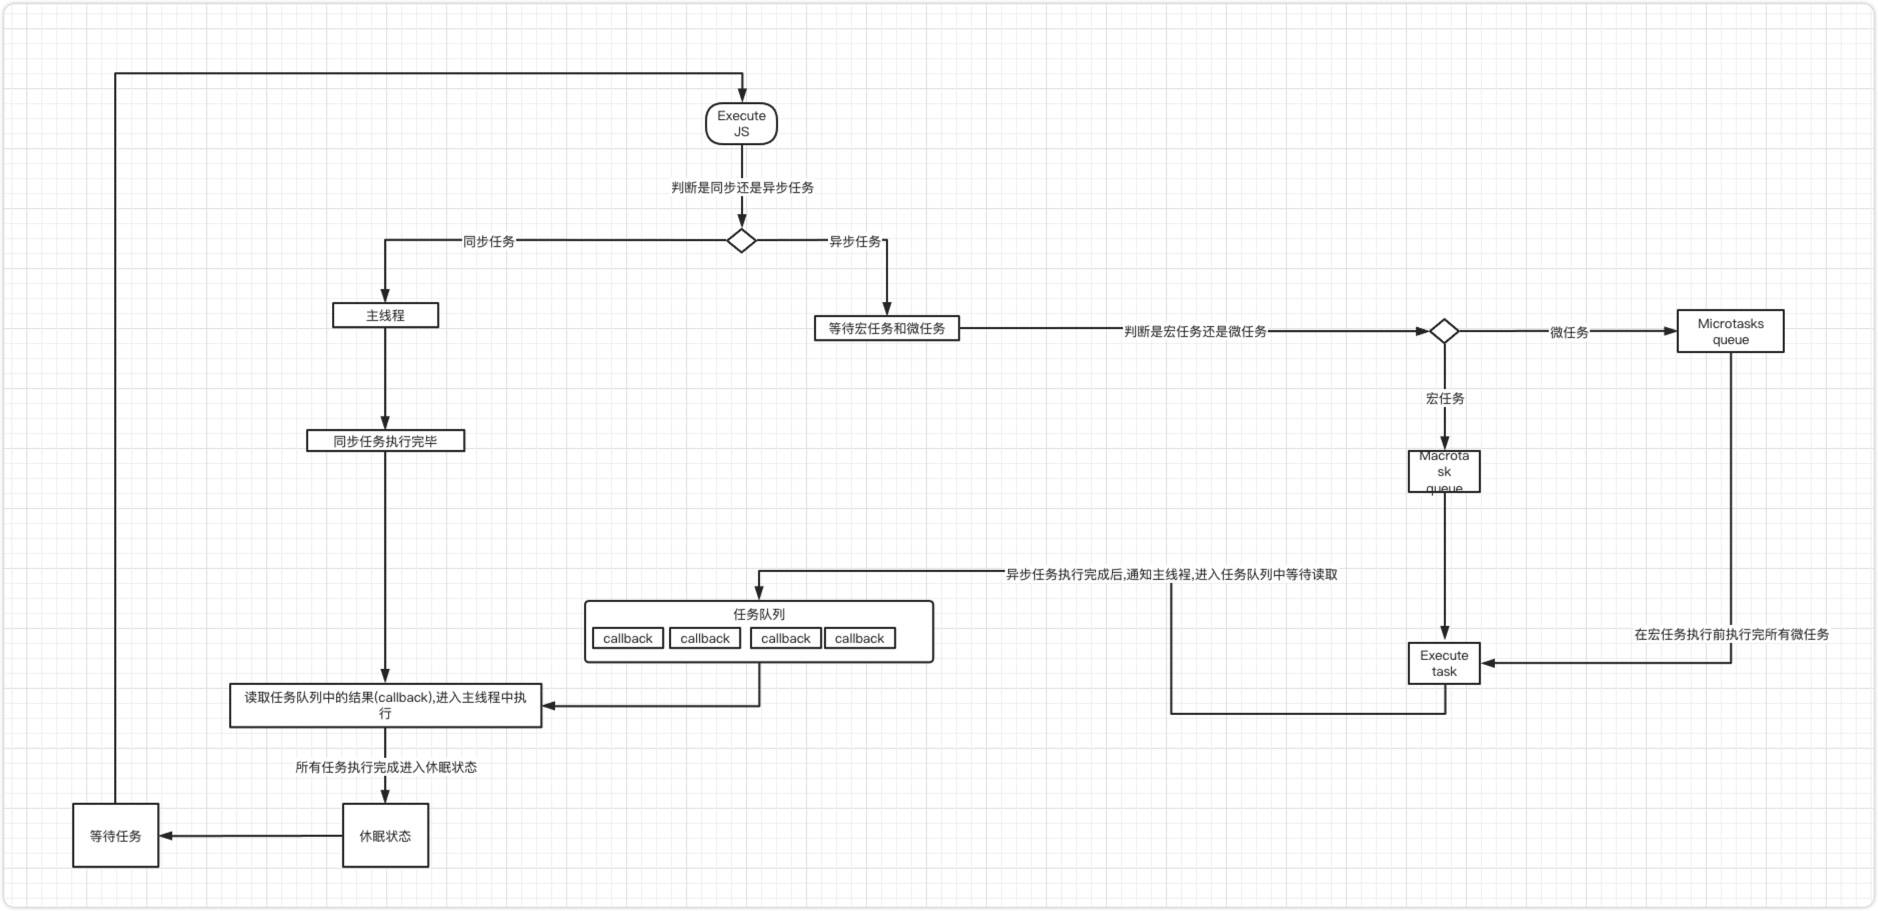 Execute
JS
判断是同步还是异步任务
同步任务
异步任务
主线程
等待宏任务和微任务
判断是宏任务还是微任务
微任务
Microtasks
queue
宏任务
同步任务执行完毕
Macrota
sk
queue
异步任务执行完成后,通知主线裎,进入任务队列中等待读取
任务队列
callback
callback
callback
callback
在宏任务执行前执行完所有微任务
Execute
task
读取任务队列中的结果(callback),进入主线程中执
行
所有任务执行完成进入休眠状态
等待任务
休眠状态